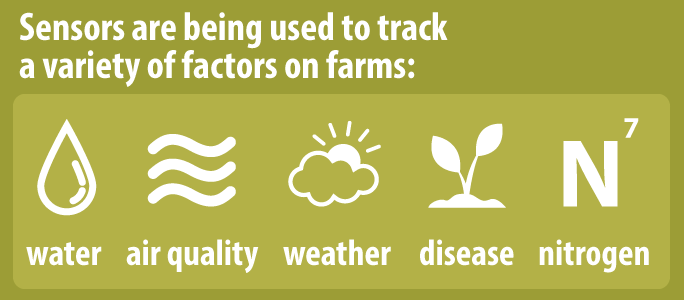 Sensors are being used to track
a variety of factors on farms:
N 7
water air quality weather disease nitrogen